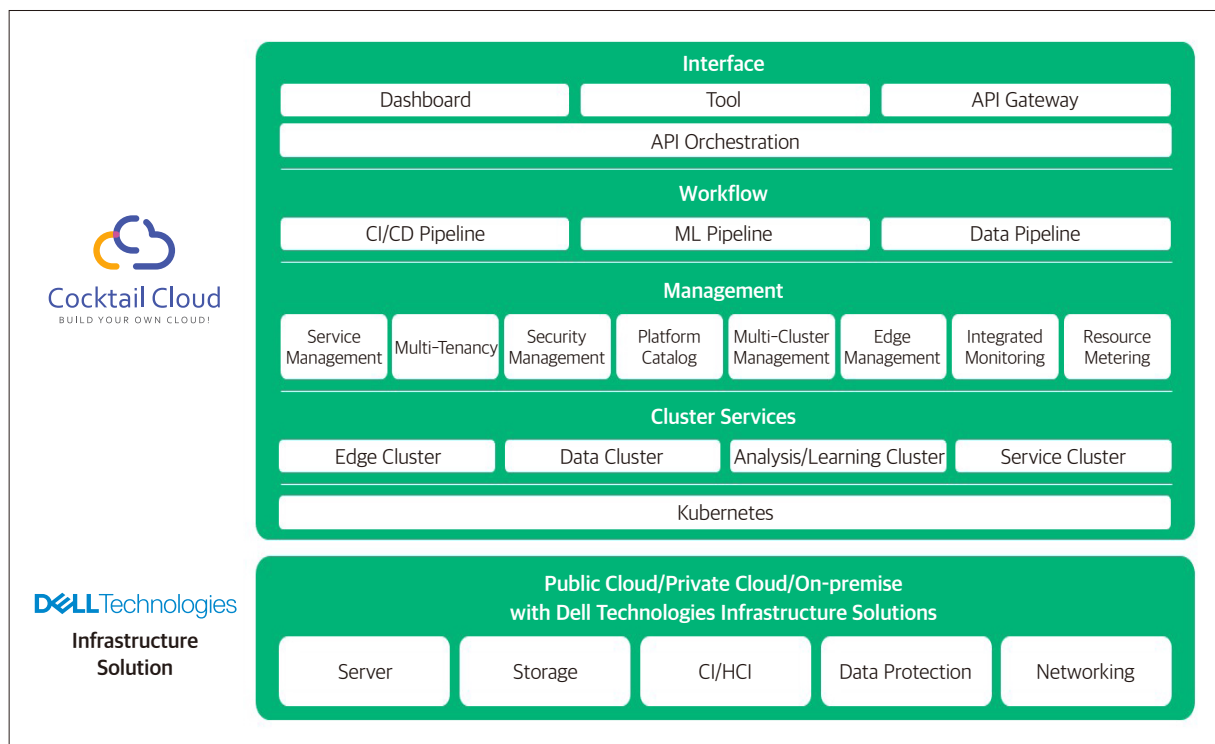 Interface
Dashboard
Tool
API Gateway
API Orchestration
Workflow
CI/CD Pipeline
ML Pipeline
Data Pipeline
Cocktail Cloud
BUILD YOUR OWN CLOUD!
Management
Service
Management
Multi-Tenancy
Security
Management
Platform
Catalog
Multi-Cluster
Management
Edge
Management
Integrated
Monitoring
Resource
Metering
Cluster Services
Edge Cluster
Data Cluster
Analysis/Learning Cluster
Service Cluster
Kubernetes
DELL Technologies
Infrastructure
Solution
Public Cloud/Private Cloud/On-premise
with Dell Technologies Infrastructure Solutions
Server
Storage
CI/HCI
Data Protection
Networking